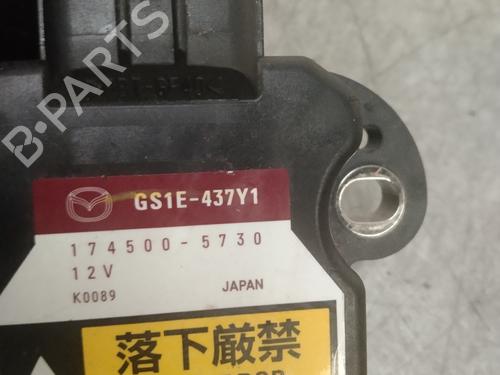 B-PARTS
GS1E-437Y1
174500-5730
12V
K0089
JAPAN
落下厳禁